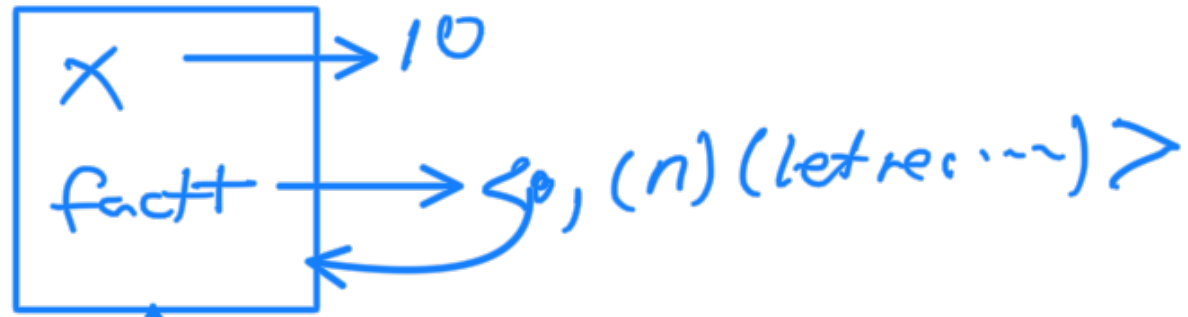 x → 10
fact → <•, (n) (letrec ...) >